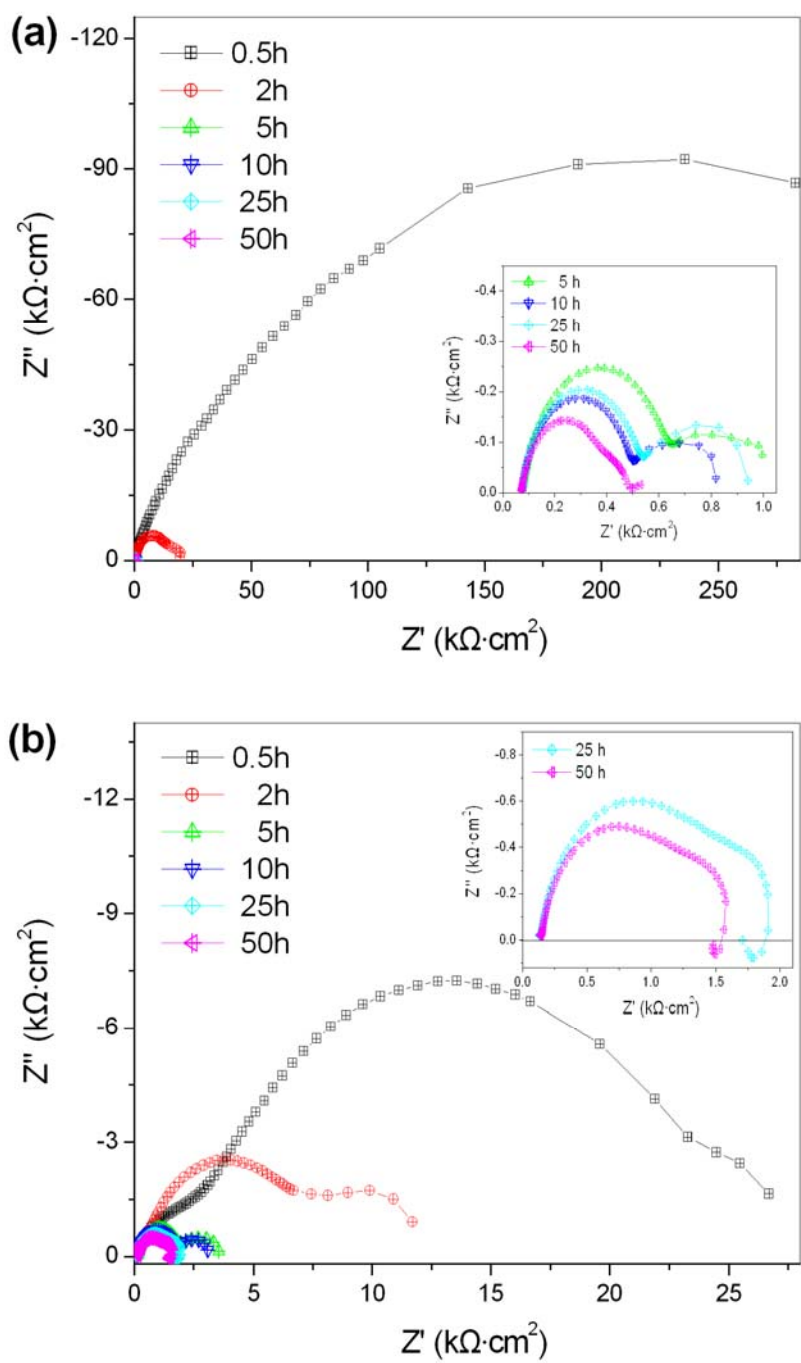 (a)
-120
-90
-60
-30
0
Z'' (kΩ·cm²)
0.5h
2h
5h
10h
25h
50h
-0.4
-0.3
-0.2
-0.1
0.0
Z'' (kΩ·cm²)
5 h
10 h
25 h
50 h
0.0 0.2 0.4 0.6 0.8 1.0
Z' (kΩ·cm²)
0 50 100 150 200 250
Z' (kΩ·cm²)
(b)
-12
-9
-6
-3
0
Z'' (kΩ·cm²)
0.5h
2h
5h
10h
25h
50h
-0.8
-0.6
-0.4
-0.2
0.0
Z'' (kΩ·cm²)
25 h
50 h
0.0 0.5 1.0 1.5 2.0
Z' (kΩ·cm²)
0 5 10 15 20 25
Z' (kΩ·cm²)